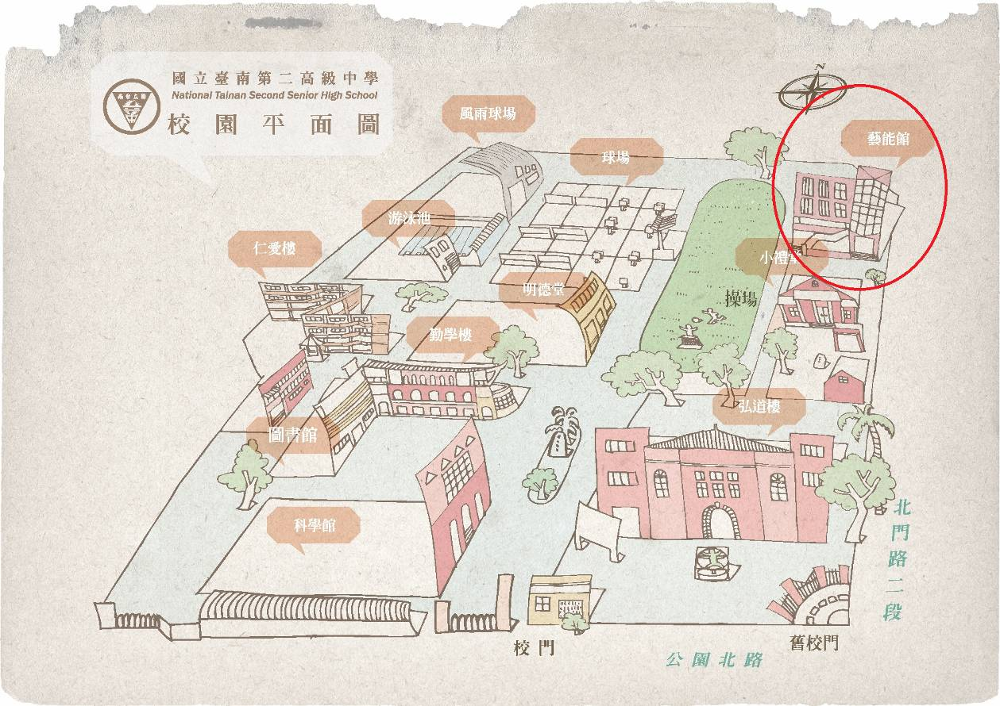 國立臺南第二高級中學
National Tainan Second Senior High School
校園平面圖
N
風雨球場
藝能館
球場
游泳池
仁愛樓
小禮堂
明德堂
操場
勤學樓
弘道樓
圖書館
科學館
北門路二段
校門
舊校門
公園北路